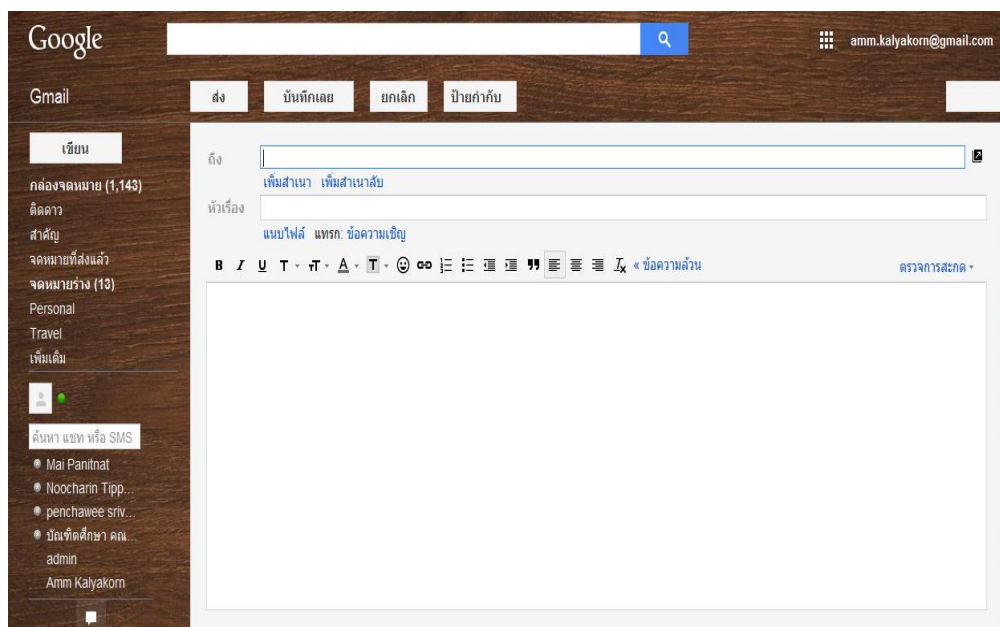 Google
amm.kalyakorn@gmail.com
Gmail
ส่ง บันทึกเลย ยกเลิก ป้ายกำกับ
เขียน
กล่องจดหมาย (1,143)
ติดดาว
สำคัญ
จดหมายที่ส่งแล้ว
จดหมายร่าง (13)
Personal
Travel
เพิ่มเติม
ค้นหา แชท หรือ SMS
Mai Panitnat
Noocharin Tipp...
penchawee sriv...
บัณฑิตศึกษา คณ...
admin
Amm Kalyakorn
ถึง
เพิ่มสำเนา เพิ่มสำเนาลับ
หัวเรื่อง
แนบไฟล์ แทรก: ข้อความเชิญ
B I U T T A T « ข้อความล้วน ตรวจการสะกด